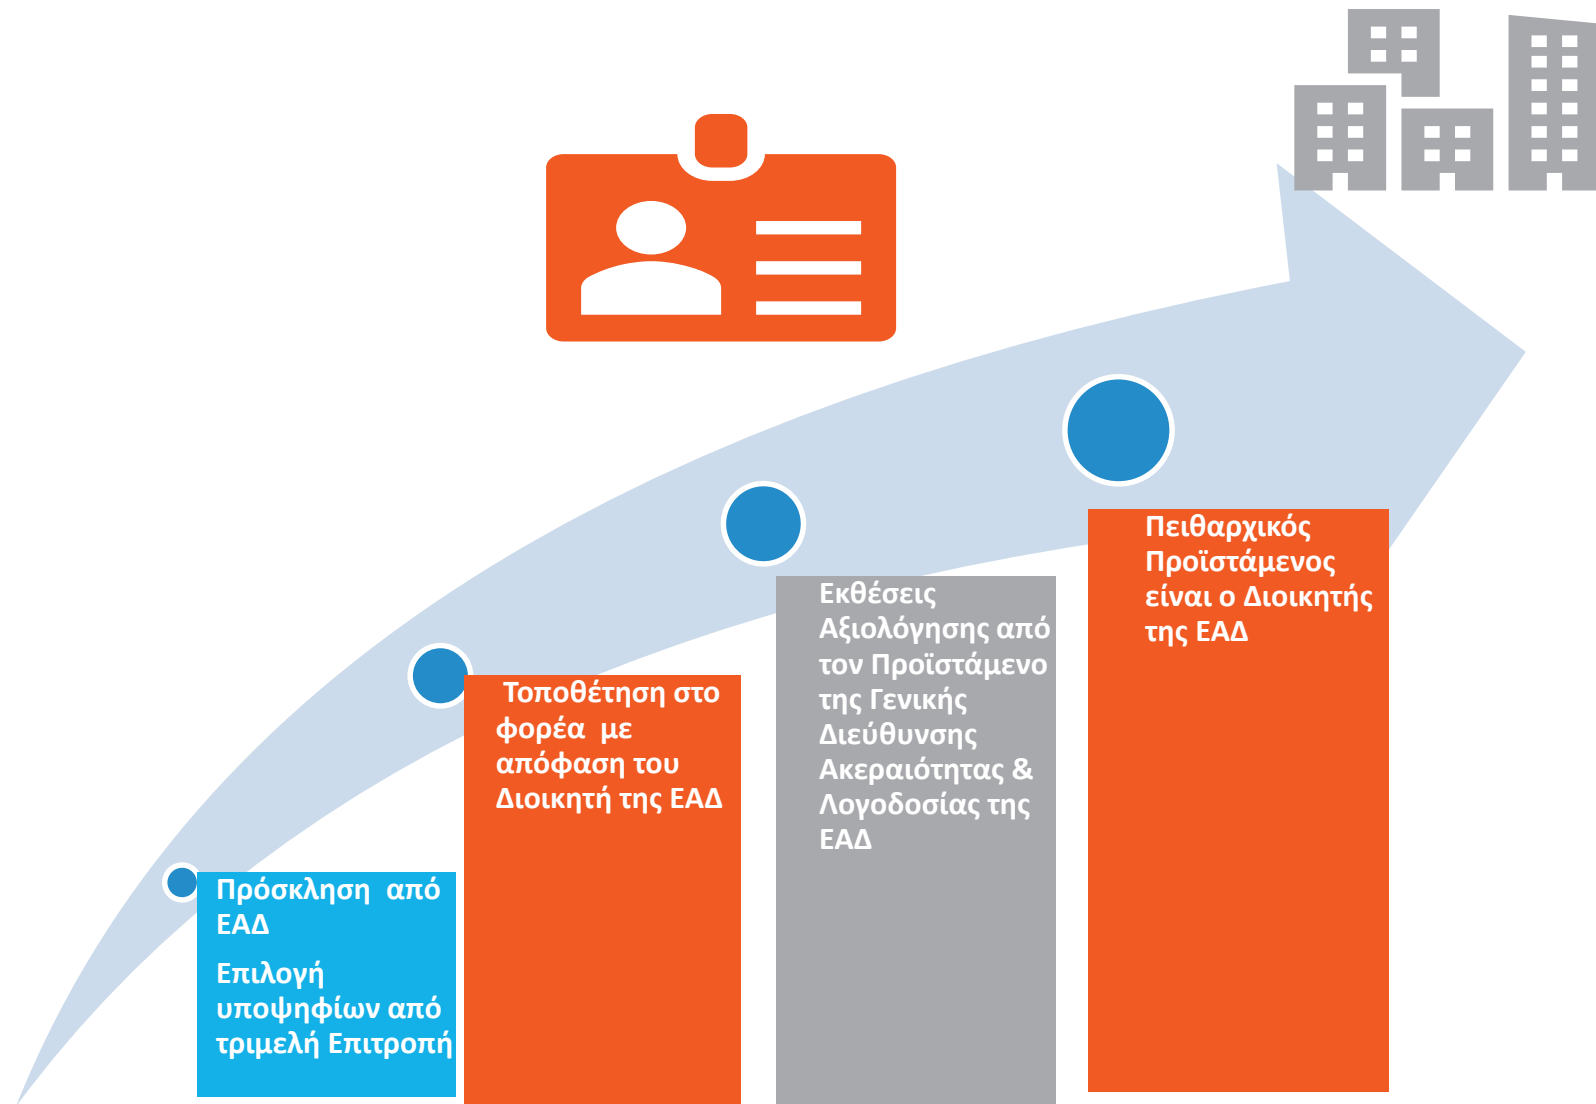 Πρόσκληση από
ΕΑΔ
Επιλογή
υποψηφίων από
τριμελή Επιτροπή
Τοποθέτηση στο
φορέα με
απόφαση του
Διοικητή της ΕΑΔ
Εκθέσεις
Αξιολόγησης από
τον Προϊστάμενο
της Γενικής
Διεύθυνσης
Ακεραιότητας &
Λογοδοσίας της
ΕΑΔ
Πειθαρχικός
Προϊστάμενος
είναι ο Διοικητής
της ΕΑΔ